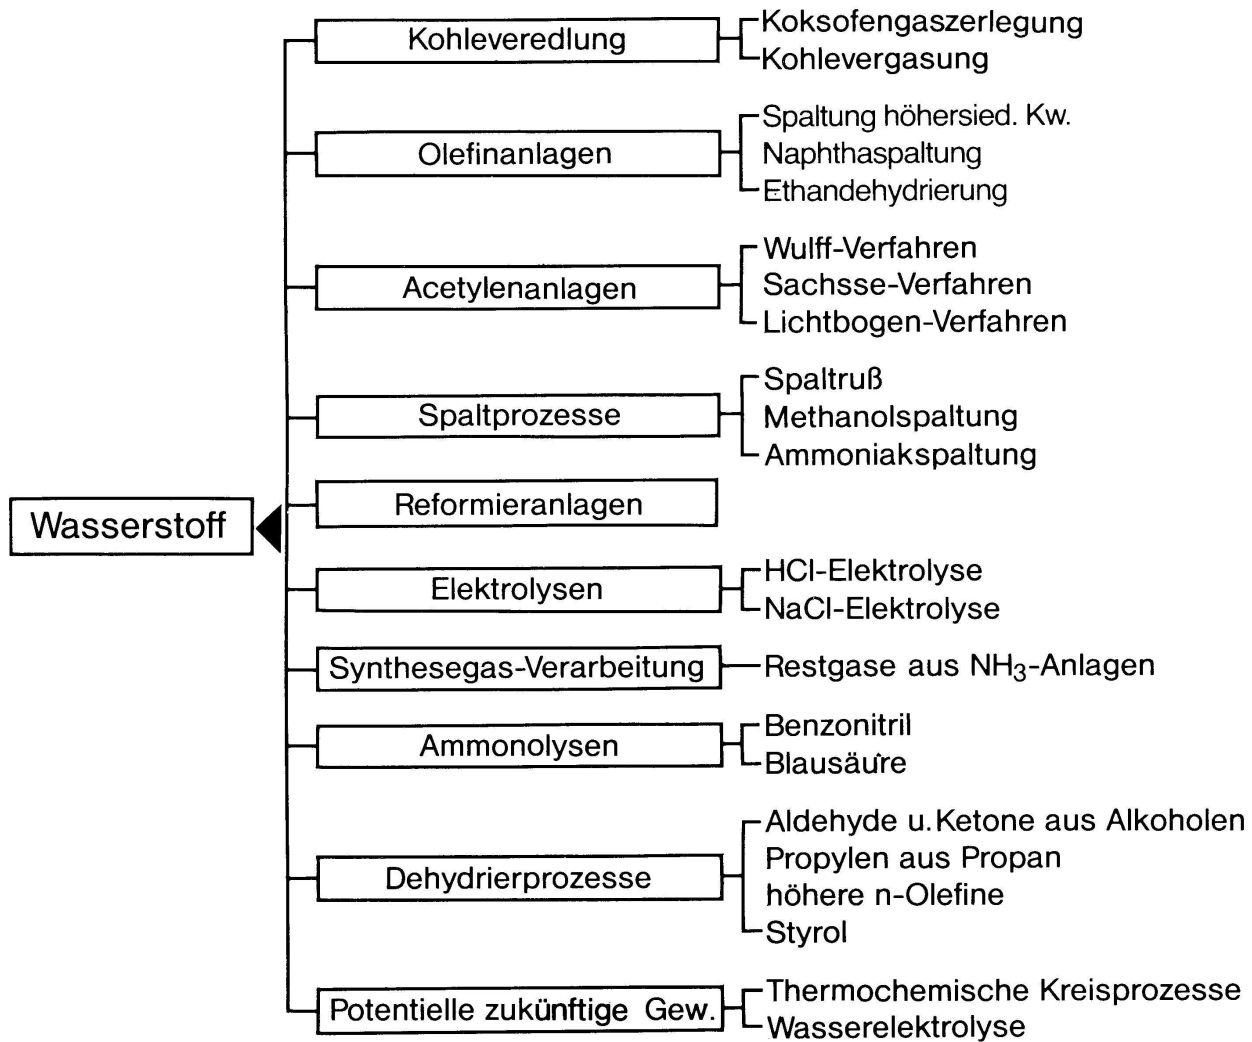 Kohleveredlung
Koksofengaszerlegung
Kohlevergasung
Olefinanlagen
Spaltung höhersied. Kw.
Naphthaspaltung
Ethandehydrierung
Acetylenanlagen
Wulff-Verfahren
Sachsse-Verfahren
Lichtbogen-Verfahren
Spaltprozesse
Spaltruß
Methanolspaltung
Ammoniakspaltung
Wasserstoff
Reformieranlagen
Elektrolysen
HCl-Elektrolyse
NaCl-Elektrolyse
Synthesegas-Verarbeitung
Restgase aus NH₃-Anlagen
Ammonolysen
Benzonitril
Blausäure
Dehydrierprozesse
Aldehyde u. Ketone aus Alkoholen
Propylen aus Propan
höhere n-Olefine
Styrol
Potentielle zukünftige Gew.
Thermochemische Kreisprozesse
Wasserelektrolyse